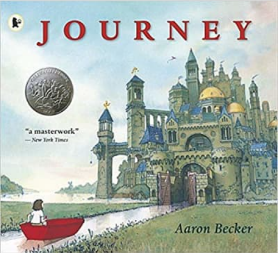 JOURNEY
"a masterwork"
— New York Times
Aaron Becker